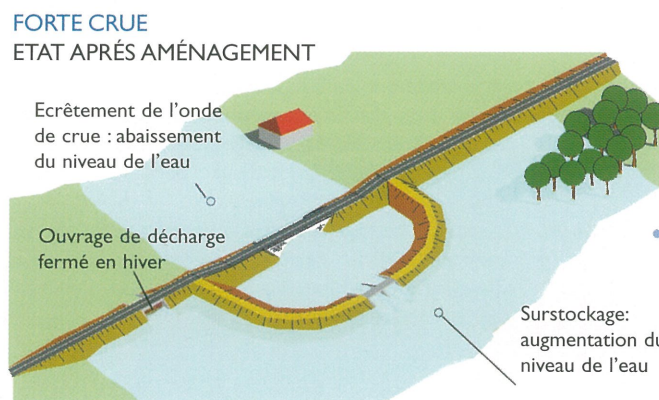 FORTE CRUE
ETAT APRÉS AMÉNAGEMENT
Ecrêtement de l'onde
de crue : abaissement
du niveau de l'eau
Ouvrage de décharge
fermé en hiver
Surstockage:
augmentation du
niveau de l'eau